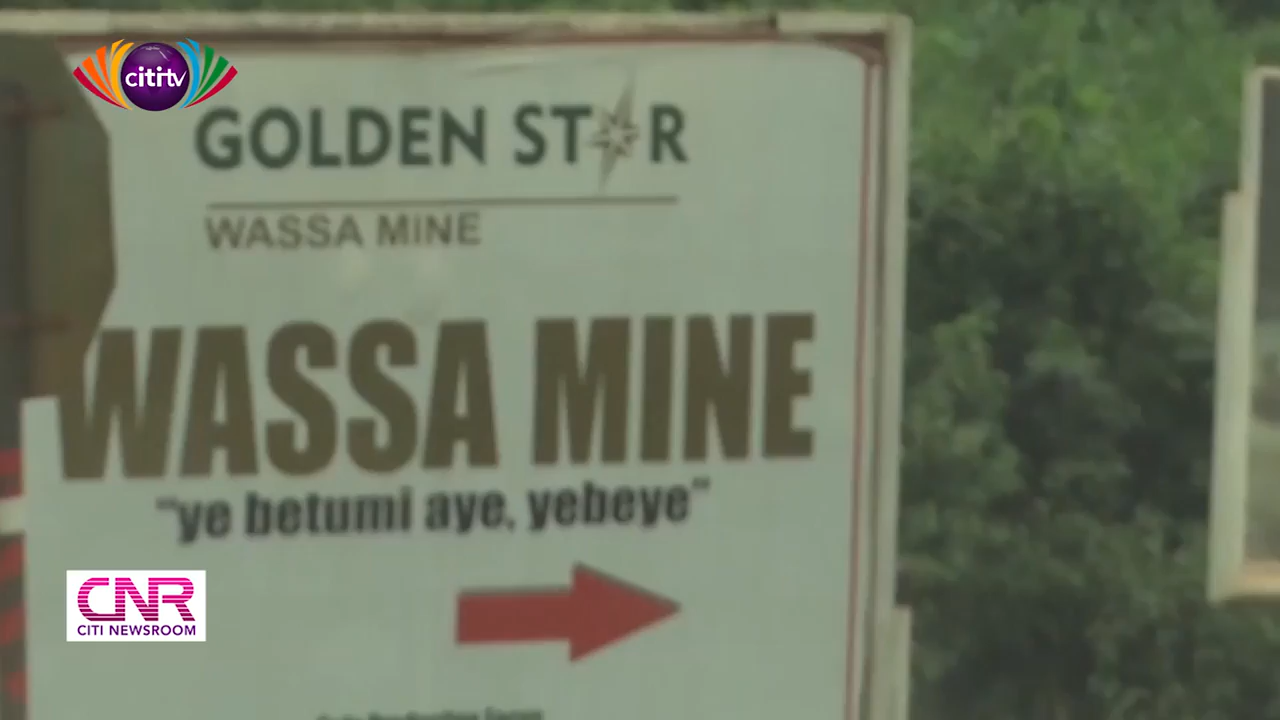 citi tv
GOLDEN STAR
WASSA MINE
WASSA MINE
"ye betumi aye, yebeye"
CNR
CITI NEWSROOM